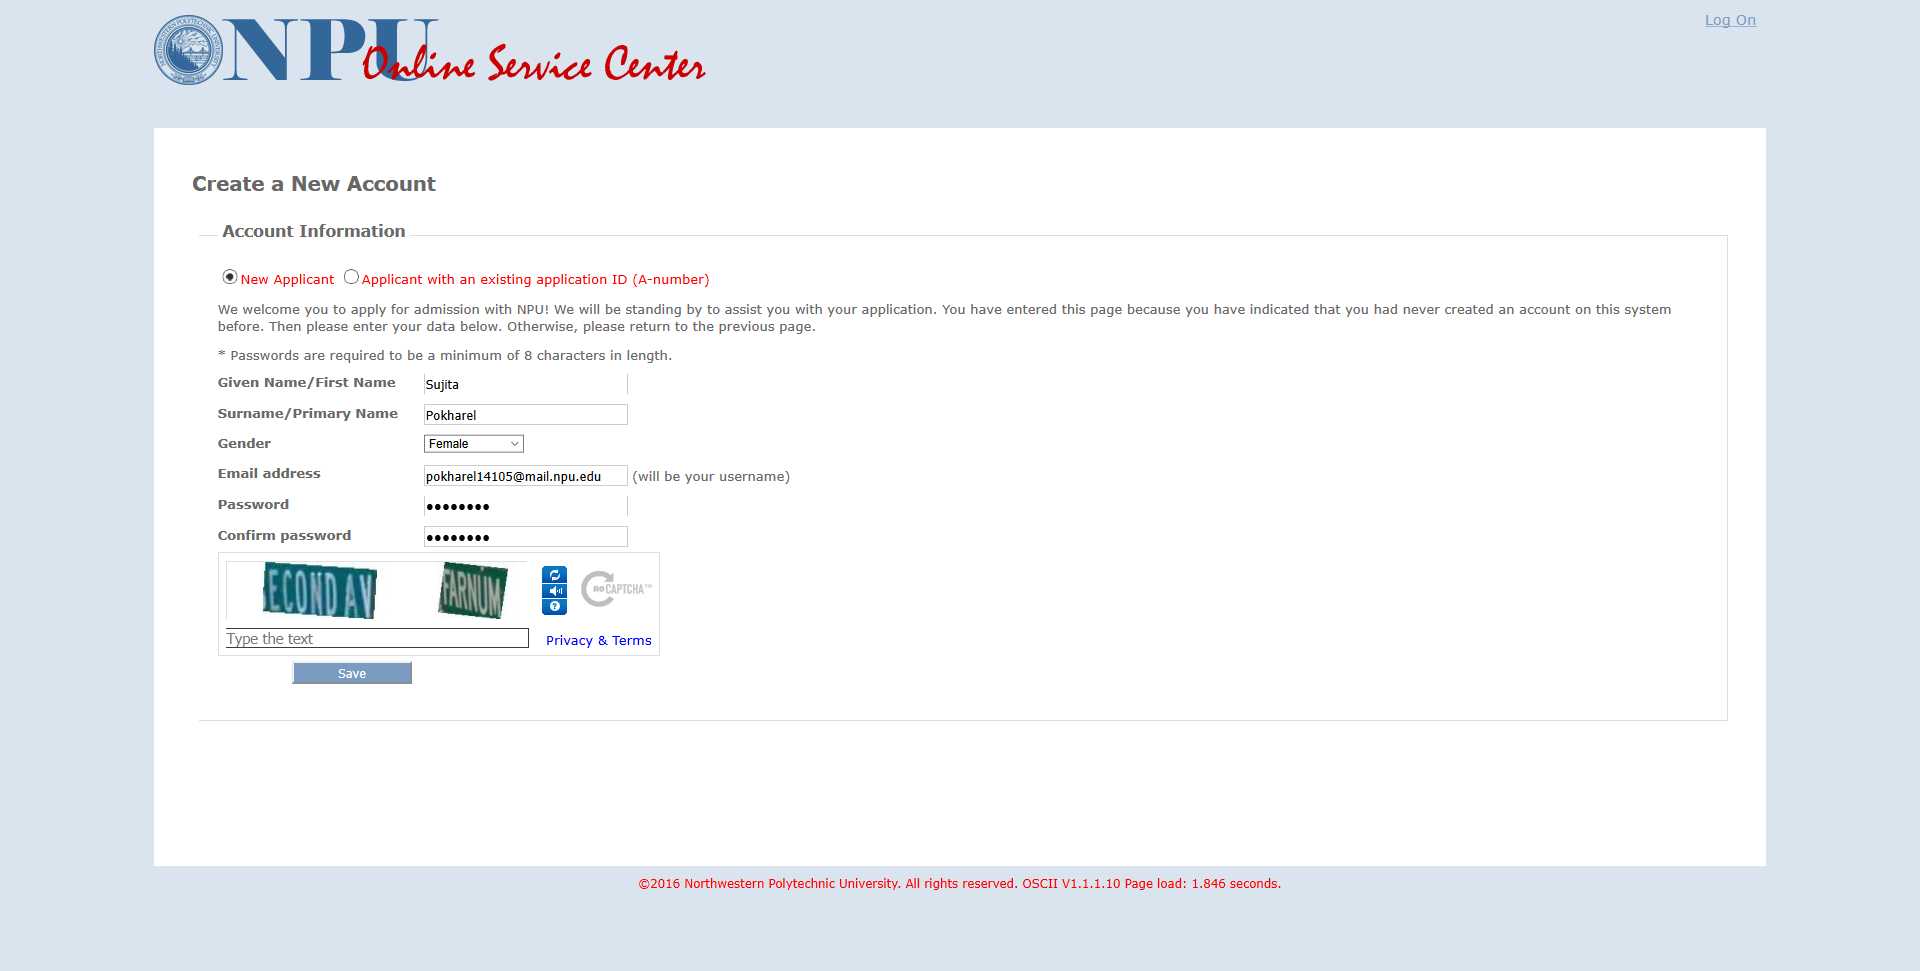 Log On
NPU
Online Service Center
Create a New Account
Account Information
New Applicant Applicant with an existing application ID (A-number)
We welcome you to apply for admission with NPU! We will be standing by to assist you with your application. You have entered this page because you have indicated that you had never created an account on this system
before. Then please enter your data below. Otherwise, please return to the previous page.
* Passwords are required to be a minimum of 8 characters in length.
Given Name/First Name Sujita
Surname/Primary Name Pokharel
Gender Female
Email address pokharel14105@mail.npu.edu (will be your username)
Password ••••••••
Confirm password ••••••••
ECOND AV FARNUM
reCAPTCHA™
Type the text Privacy & Terms
Save
©2016 Northwestern Polytechnic University. All rights reserved. OSCII V1.1.1.10 Page load: 1.846 seconds.